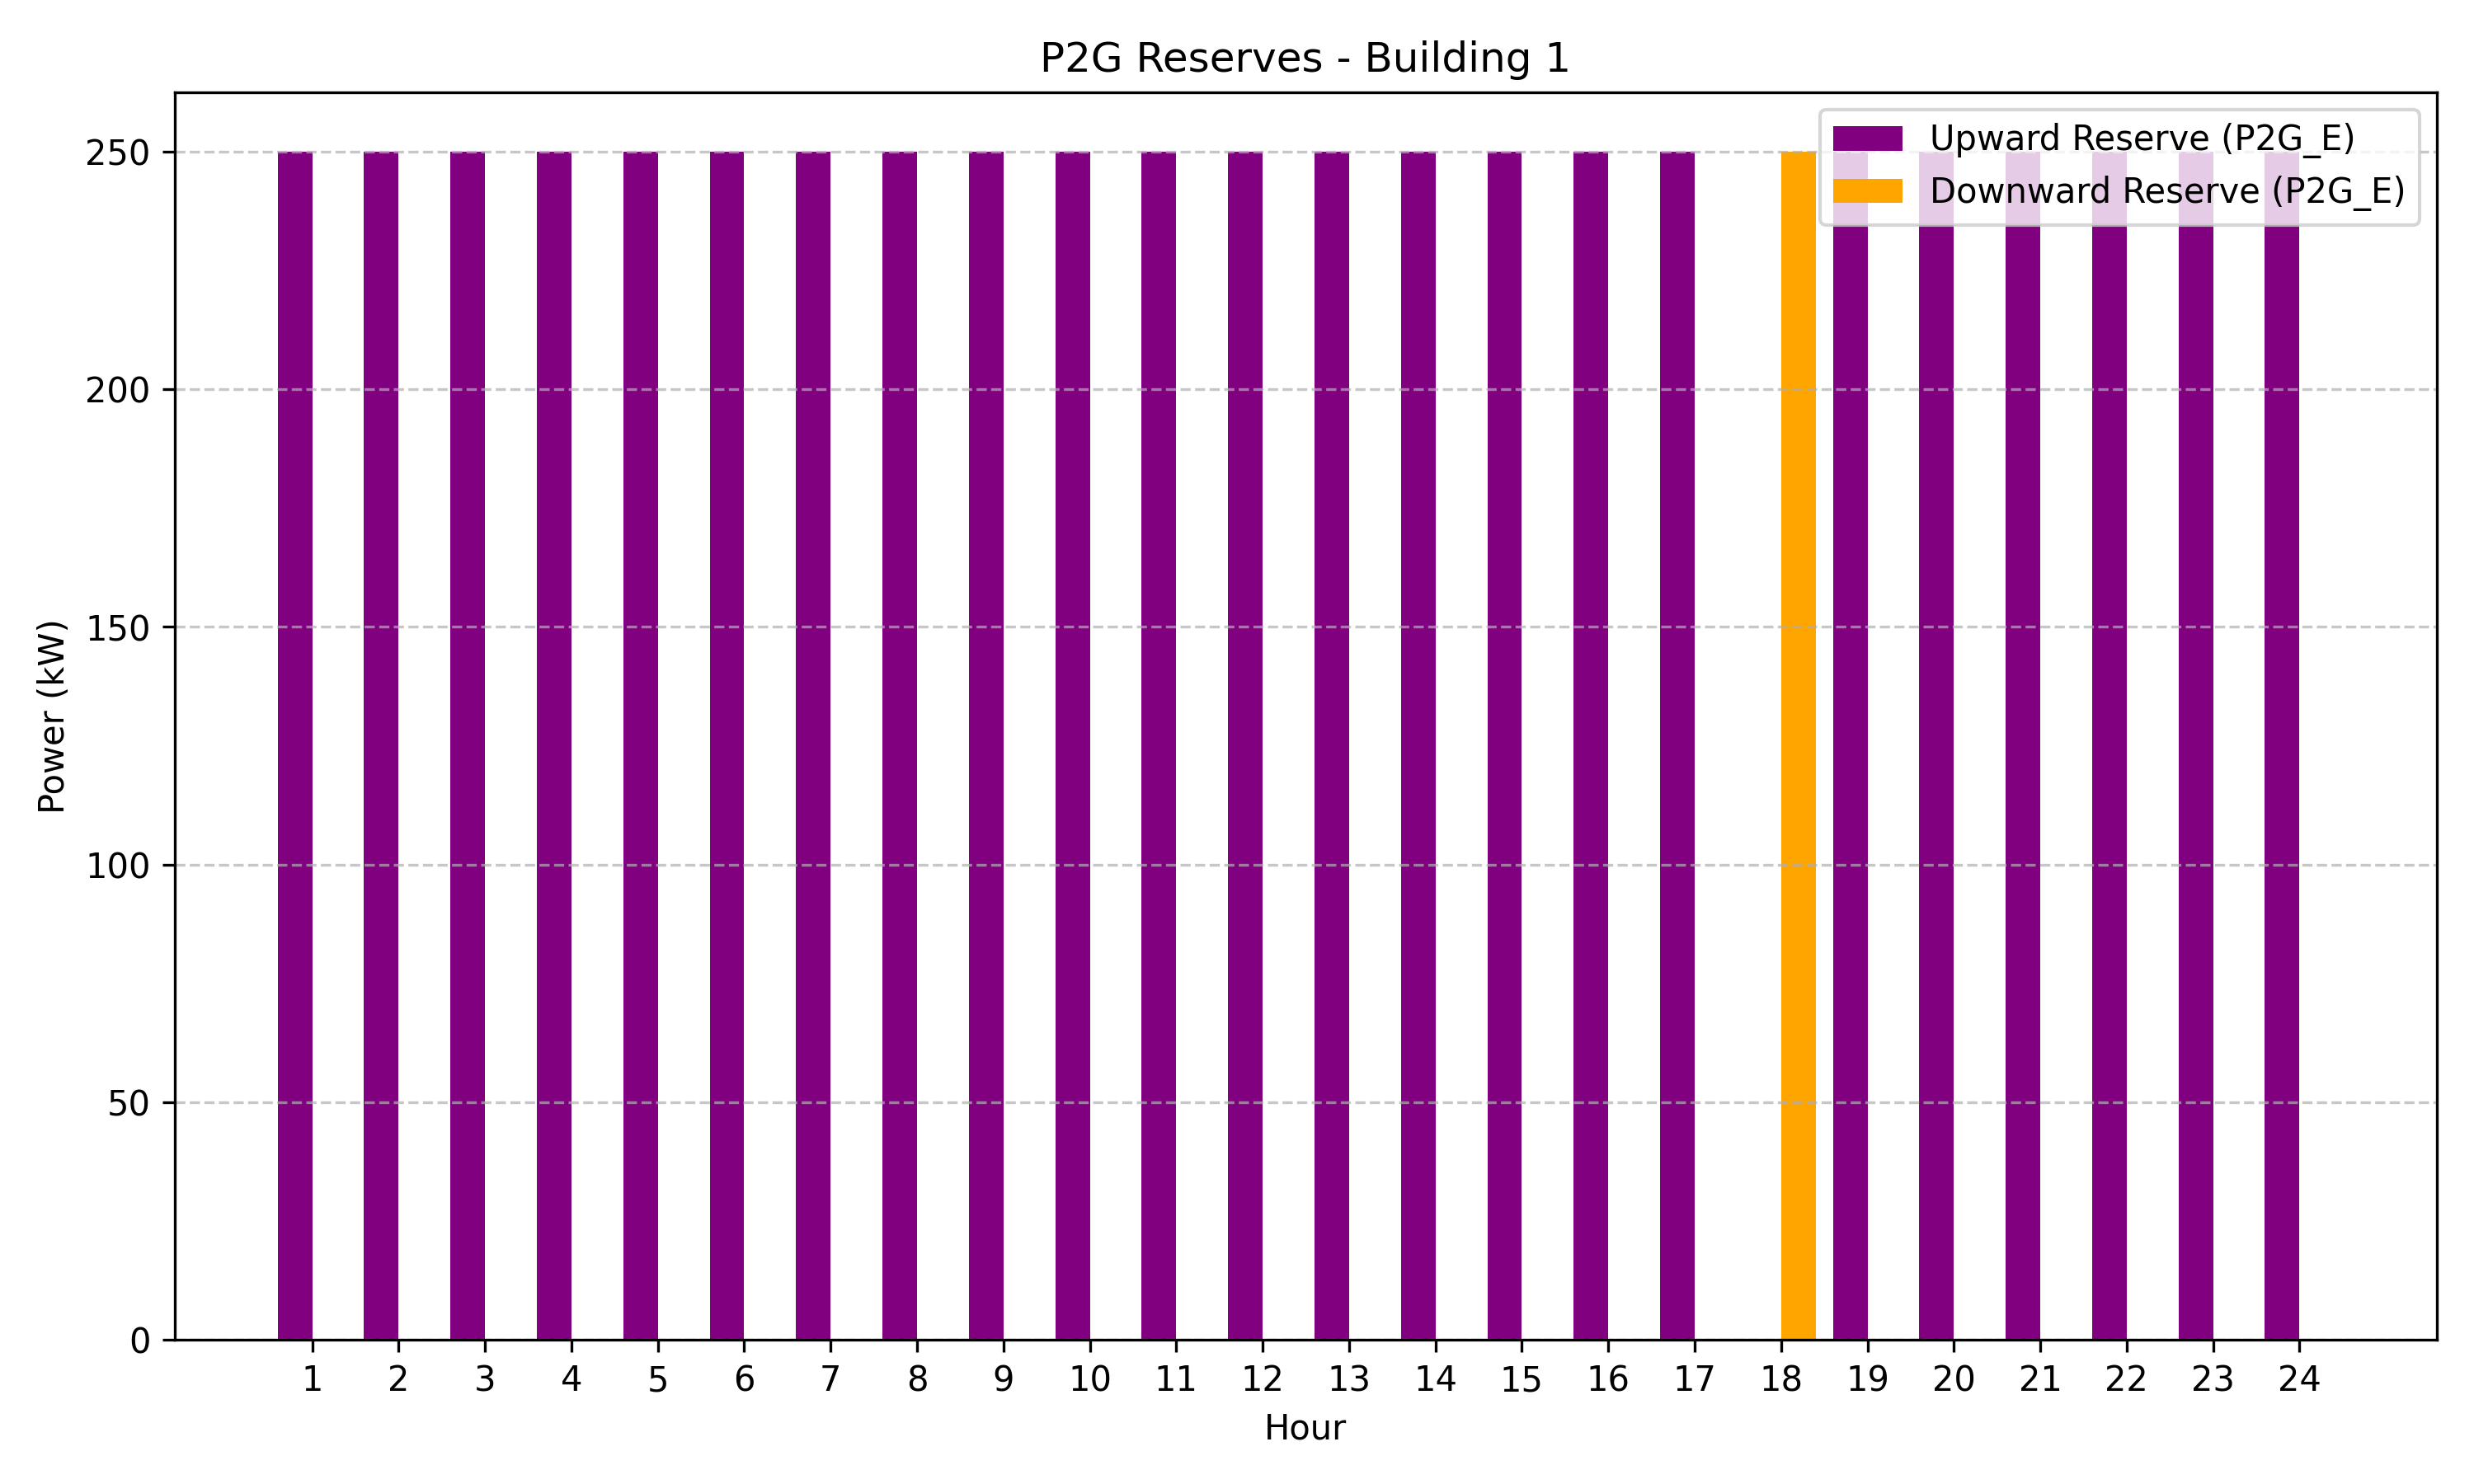 P2G Reserves - Building 1
Upward Reserve (P2G_E)
Downward Reserve (P2G_E)
Power (kW)
250
200
150
100
50
0
1 2 3 4 5 6 7 8 9 10 11 12 13 14 15 16 17 18 19 20 21 22 23 24
Hour